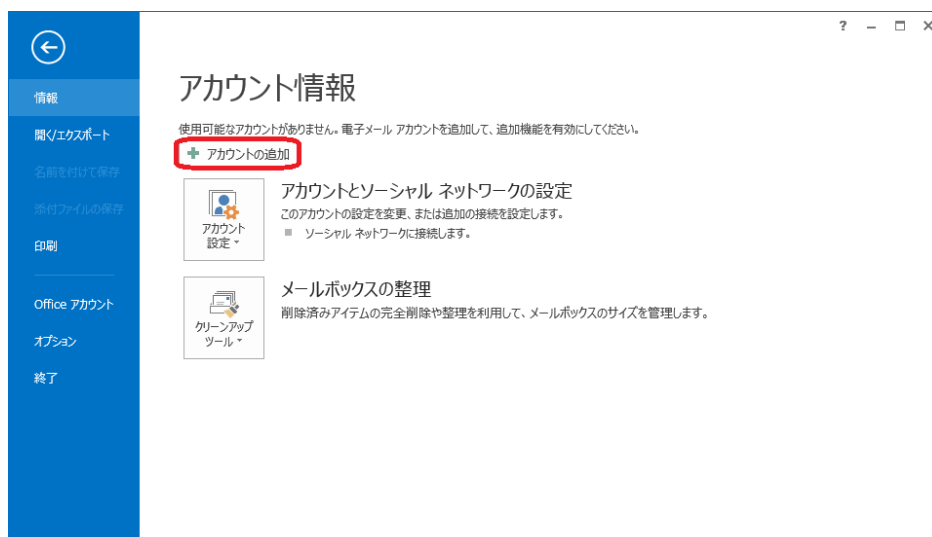 ?
情報
開く/エクスポート
名前を付けて保存
添付ファイルの保存
印刷
Office アカウント
オプション
終了
アカウント情報
使用可能なアカウントがありません。電子メール アカウントを追加して、追加機能を有効にしてください。
アカウントの追加
アカウント
設定
アカウントとソーシャル ネットワークの設定
このアカウントの設定を変更、または追加の接続を設定します。
ソーシャル ネットワークに接続します。
クリーンアップ
ツール
メールボックスの整理
削除済みアイテムの完全削除や整理を利用して、メールボックスのサイズを管理します。